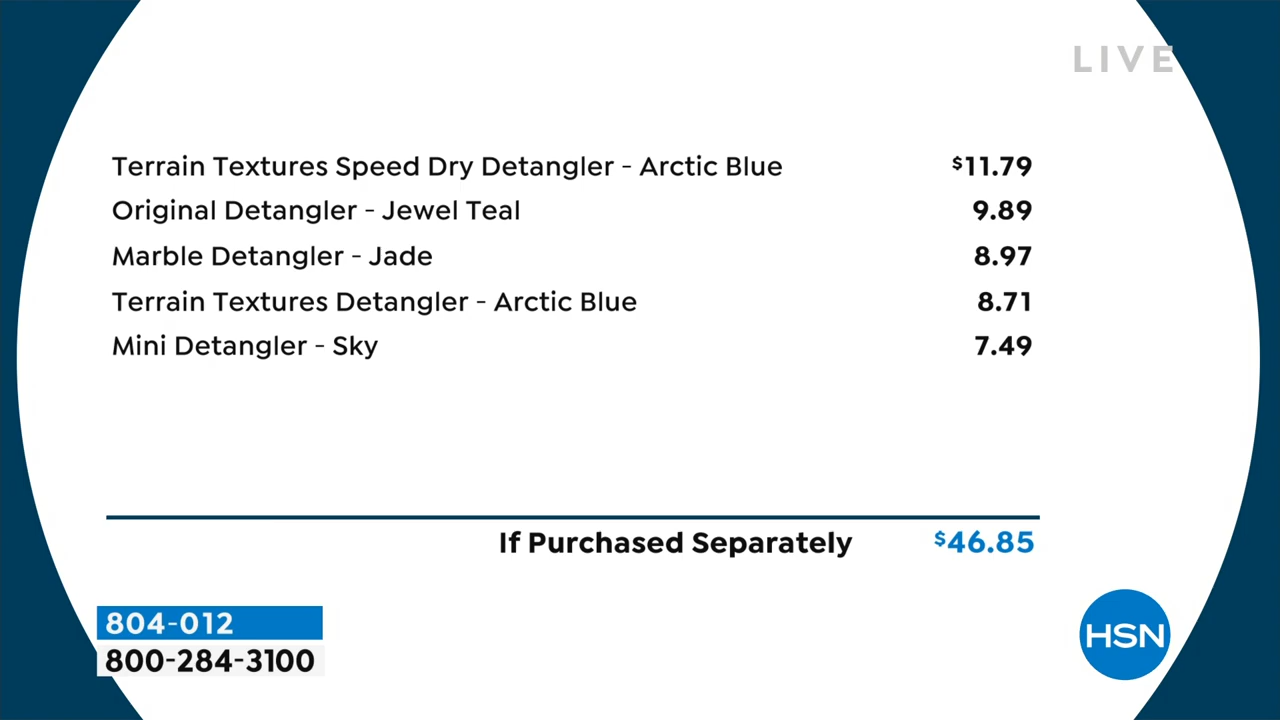 LIVE
Terrain Textures Speed Dry Detangler - Arctic Blue $11.79
Original Detangler - Jewel Teal 9.89
Marble Detangler - Jade 8.97
Terrain Textures Detangler - Arctic Blue 8.71
Mini Detangler - Sky 7.49
If Purchased Separately $46.85
804-012
800-284-3100
HSN